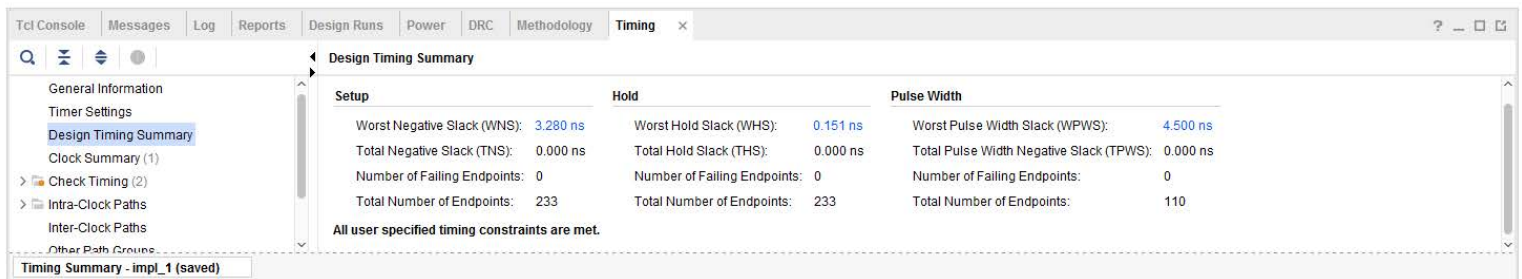 Tcl Console Messages Log Reports Design Runs Power DRC Methodology Timing × ? _
Design Timing Summary
General Information
Timer Settings
Design Timing Summary
Clock Summary (1)
> Check Timing (2)
> Intra-Clock Paths
Inter-Clock Paths
Other Path Groups
Setup Hold Pulse Width
Worst Negative Slack (WNS): 3.280 ns Worst Hold Slack (WHS): 0.151 ns Worst Pulse Width Slack (WPWS): 4.500 ns
Total Negative Slack (TNS): 0.000 ns Total Hold Slack (THS): 0.000 ns Total Pulse Width Negative Slack (TPWS): 0.000 ns
Number of Failing Endpoints: 0 Number of Failing Endpoints: 0 Number of Failing Endpoints: 0
Total Number of Endpoints: 233 Total Number of Endpoints: 233 Total Number of Endpoints: 110
All user specified timing constraints are met.
Timing Summary - impl_1 (saved)